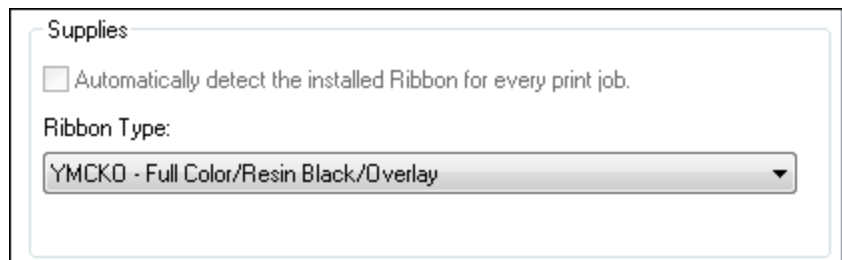 Supplies
Automatically detect the installed Ribbon for every print job.
Ribbon Type:
YMCKO - Full Color/Resin Black/Overlay